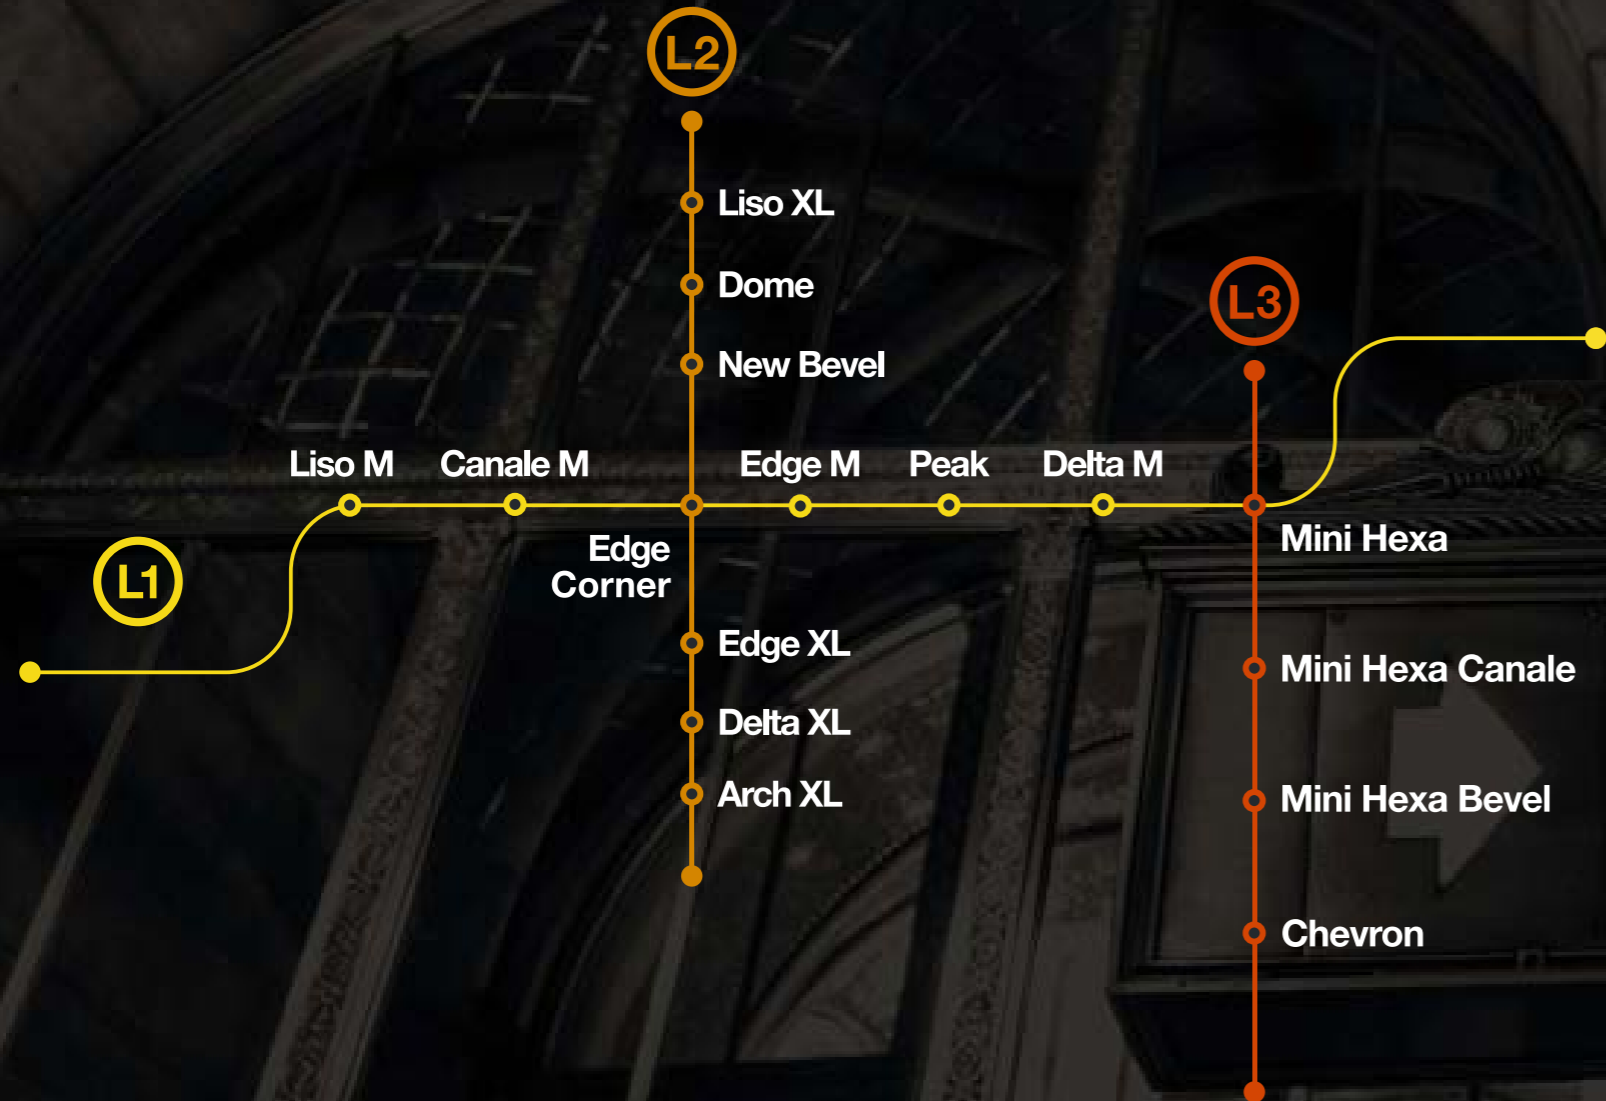 L2
Liso XL
Dome
New Bevel
L3
Liso M
Canale M
Edge M
Peak
Delta M
Edge
Corner
Mini Hexa
L1
Edge XL
Mini Hexa Canale
Delta XL
Arch XL
Mini Hexa Bevel
Chevron